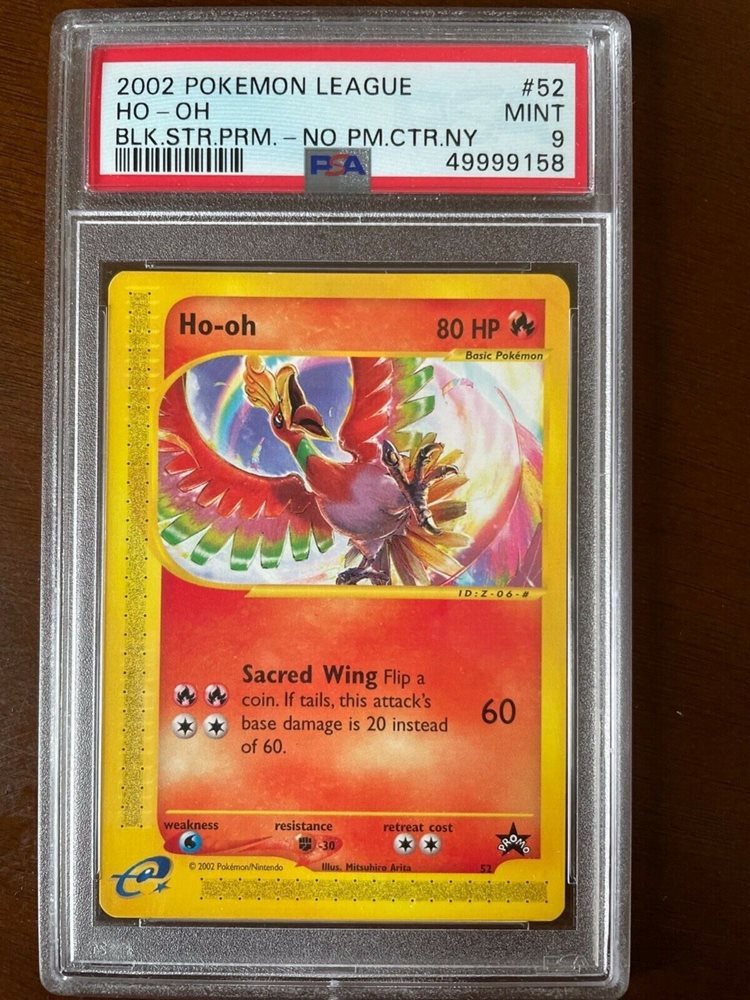 2002 POKEMON LEAGUE #52
HO - OH MINT
BLK.STR.PRM. - NO PM.CTR.NY 9
PSA 49999158
Ho-oh 80 HP
Basic Pokémon
ID:Z-06-#
Sacred Wing Flip a
coin. If tails, this attack's
base damage is 20 instead
of 60.
60
weakness resistance retreat cost
-30
PROMO
© 2002 Pokémon/Nintendo Illus. Mitsuhiro Arita 52
e
PSA